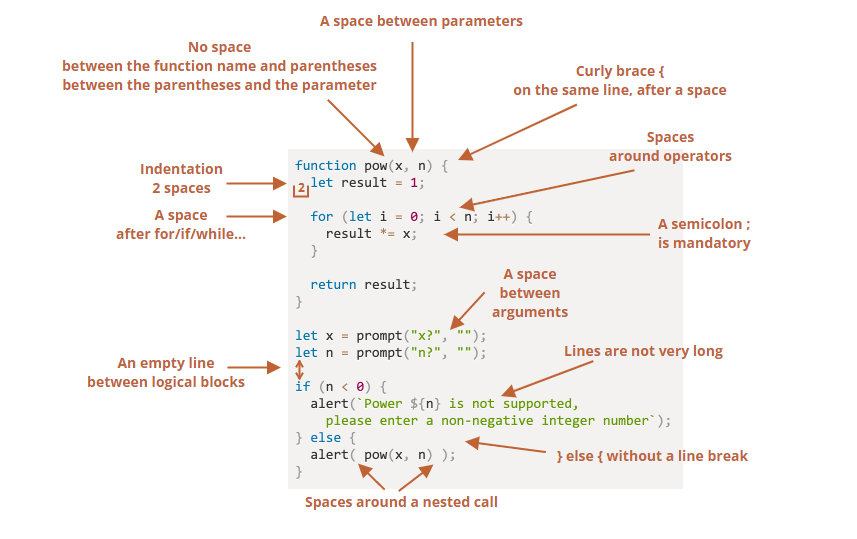 A space between parameters
No space
between the function name and parentheses
between the parentheses and the parameter
Curly brace {
on the same line, after a space
Spaces
around operators
Indentation
2 spaces
A space
after for/if/while...
A semicolon ;
is mandatory
function pow(x, n) {
2
  let result = 1;

  for (let i = 0; i < n; i++) {
    result *= x;
  }

  return result;
}
A space
between
arguments

let x = prompt("x?", "");
let n = prompt("n?", "");
An empty line
between logical blocks
Lines are not very long

if (n < 0) {
  alert(`Power ${n} is not supported,
    please enter a non-negative integer number`);
} else {
  alert( pow(x, n) );
}
} else { without a line break
Spaces around a nested call